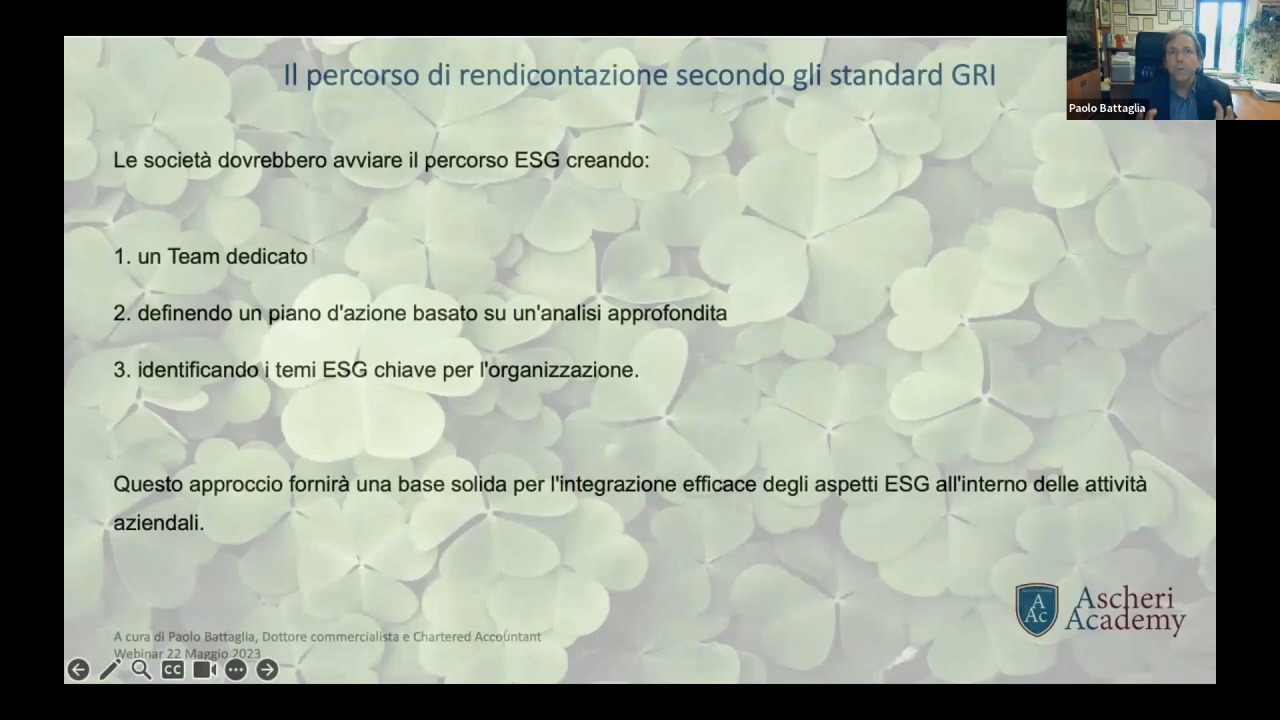 Il percorso di rendicontazione secondo gli standard GRI
Paolo Battaglia
Le società dovrebbero avviare il percorso ESG creando:
1. un Team dedicato
2. definendo un piano d'azione basato su un'analisi approfondita
3. identificando i temi ESG chiave per l'organizzazione.
Questo approccio fornirà una base solida per l'integrazione efficace degli aspetti ESG all'interno delle attività
aziendali.
A
Ac
Ascheri
Academy
A cura di Paolo Battaglia, Dottore commercialista e Chartered Accountant
Webinar 22 Maggio 2023
CC